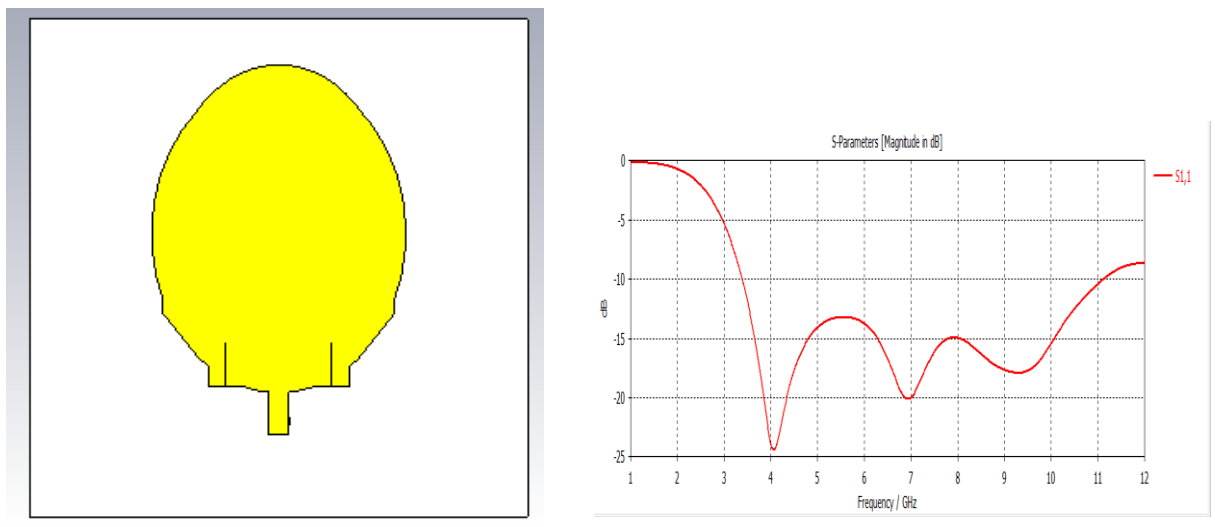 S-Parameters [Magnitude in dB]
0
-5
-10
-15
-20
-25
dB
1 2 3 4 5 6 7 8 9 10 11 12
Frequency / GHz
S1,1